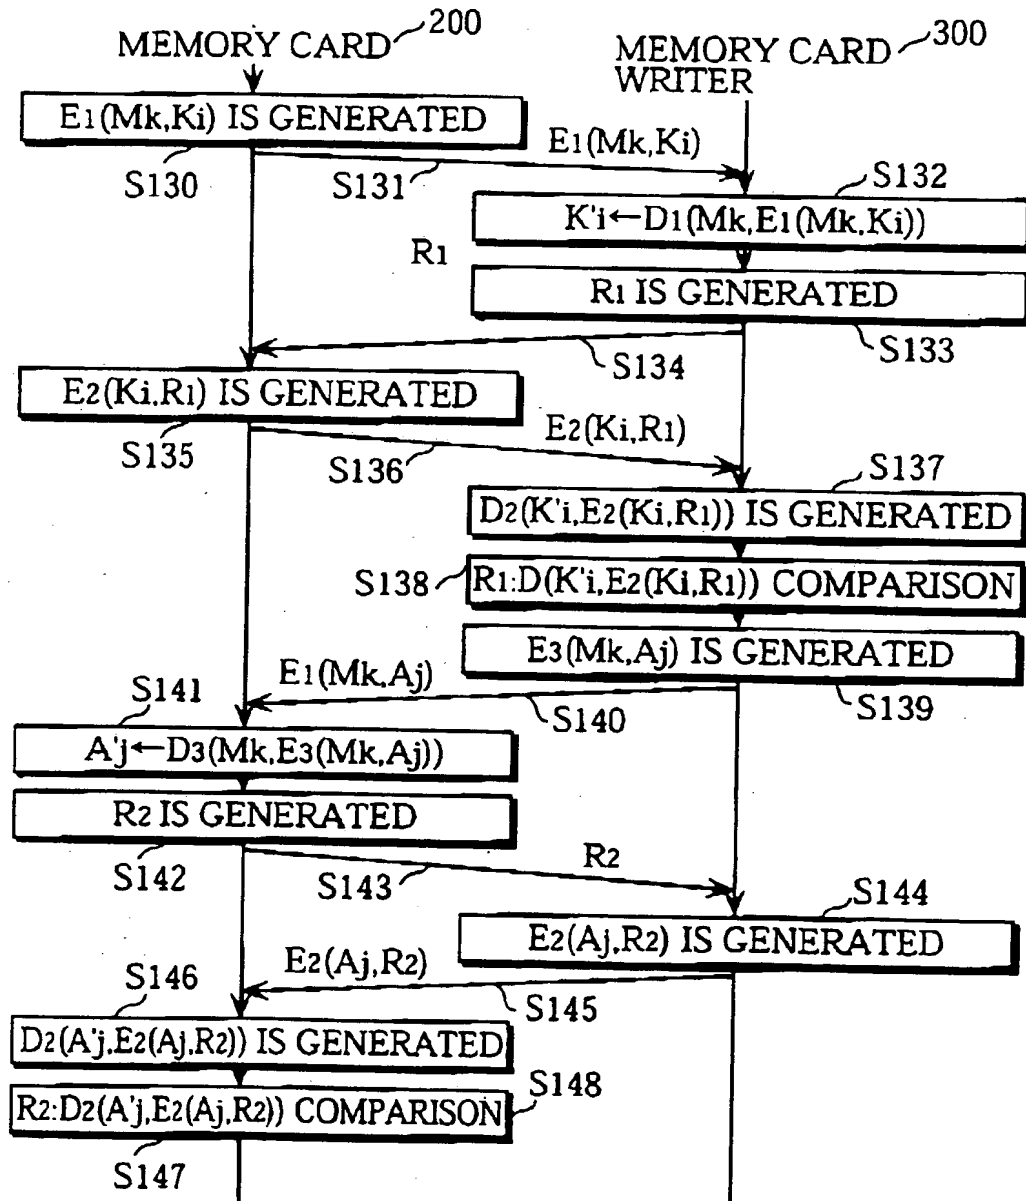 200
MEMORY CARD
300
MEMORY CARD
WRITER
E1(Mk,Ki) IS GENERATED
E1(Mk,Ki)
S130
S131
S132
K'i←D1(Mk,E1(Mk,Ki))
R1
R1 IS GENERATED
S133
S134
E2(Ki,R1) IS GENERATED
E2(Ki,R1)
S135
S136
S137
D2(K'i,E2(Ki,R1)) IS GENERATED
S138
R1:D(K'i,E2(Ki,R1)) COMPARISON
E3(Mk,Aj) IS GENERATED
E1(Mk,Aj)
S139
S140
S141
A'j←D3(Mk,E3(Mk,Aj))
R2 IS GENERATED
R2
S142
S143
S144
E2(Aj,R2) IS GENERATED
E2(Aj,R2)
S145
S146
D2(A'j,E2(Aj,R2)) IS GENERATED
S148
R2:D2(A'j,E2(Aj,R2)) COMPARISON
S147